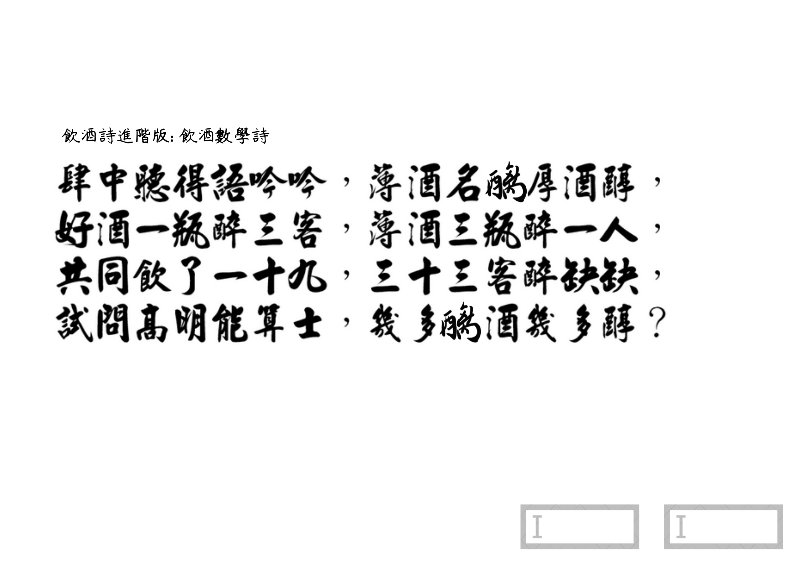 飲酒詩進階版: 飲酒數學詩
肆中聽得語吟吟，薄酒名醨厚酒醇，
好酒一瓶醉三客，薄酒三瓶醉一人，
共同飲了一十九，三十三客醉缺缺，
試問高明能算士，幾多醨酒幾多醇？